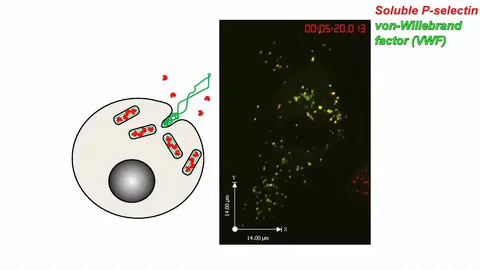 Soluble P-selectin
von-Willebrand
factor (VWF)
00:05:20.013
Y
14.00 µm
X
14.00 µm